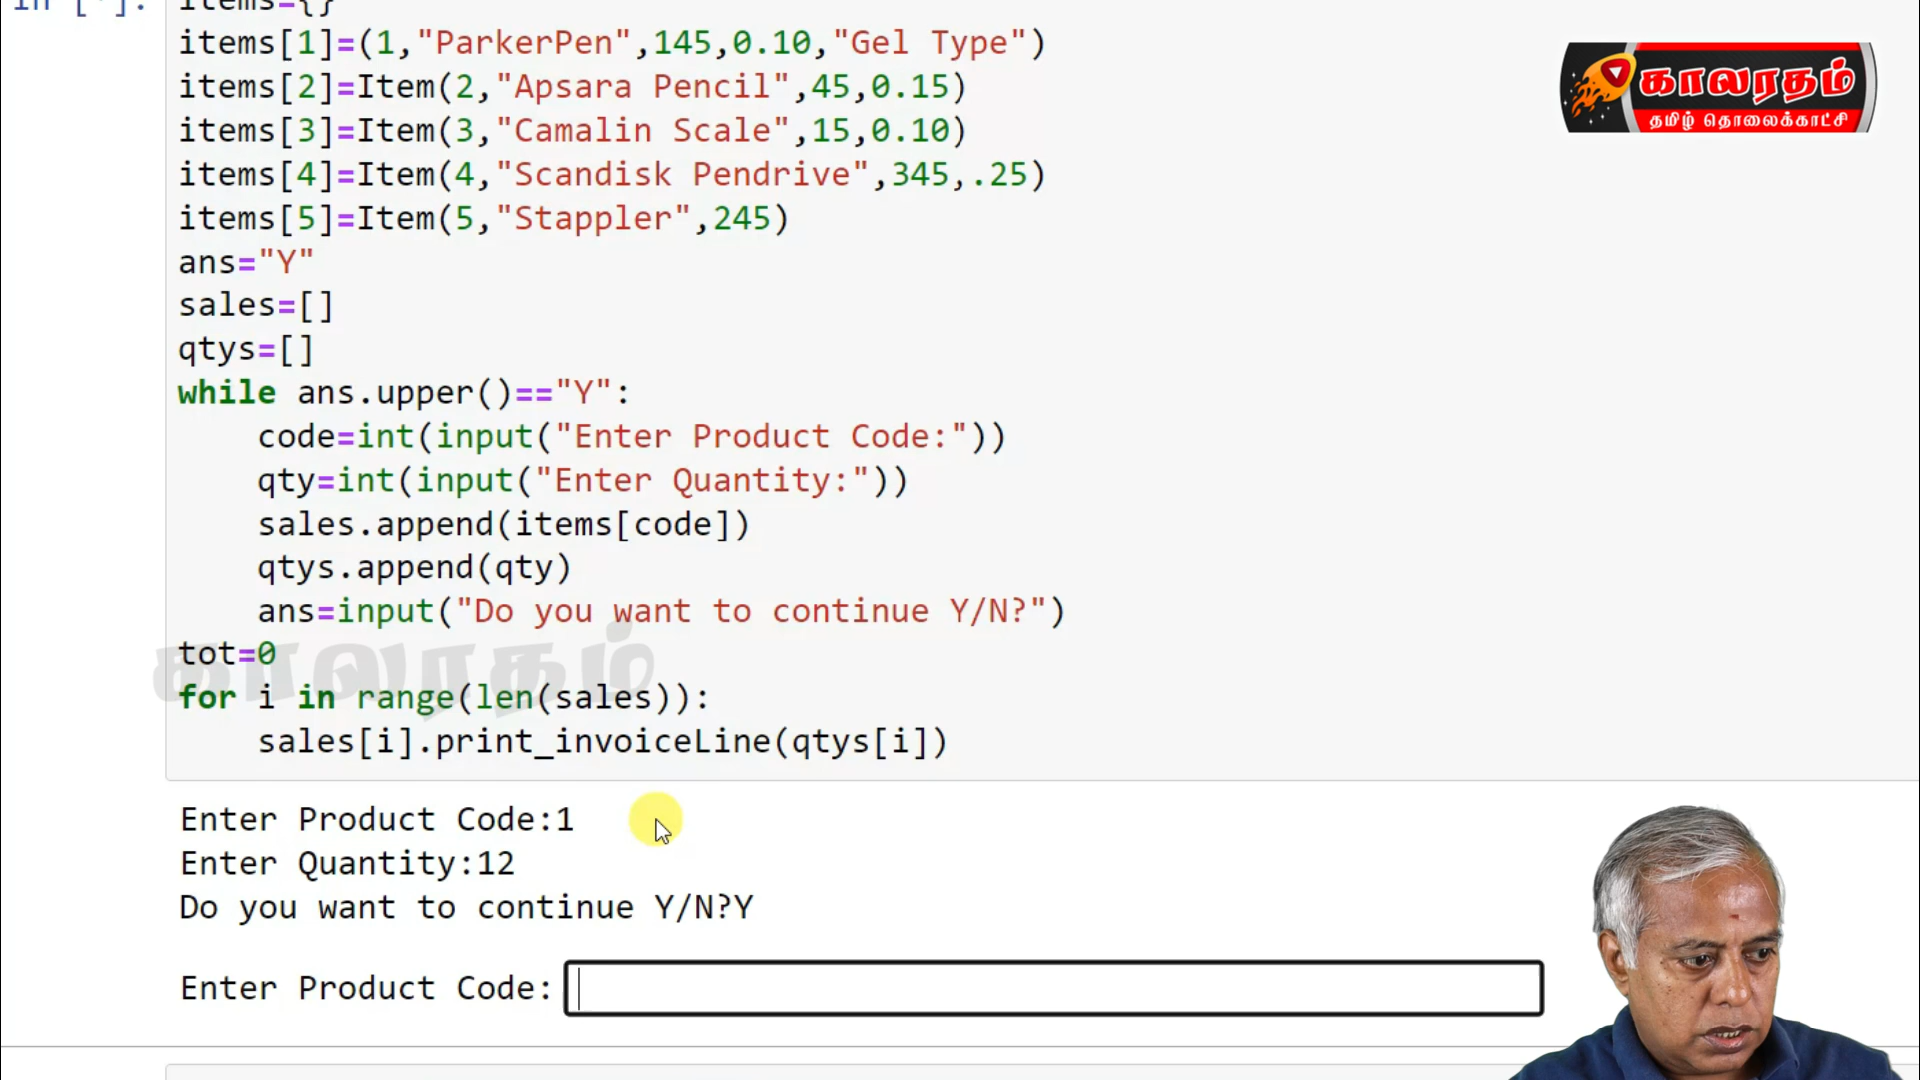 In [*]:
items={}
items[1]=(1,"ParkerPen",145,0.10,"Gel Type")
items[2]=Item(2,"Apsara Pencil",45,0.15)
items[3]=Item(3,"Camalin Scale",15,0.10)
items[4]=Item(4,"Scandisk Pendrive",345,.25)
items[5]=Item(5,"Stappler",245)
ans="Y"
sales=[]
qtys=[]
while ans.upper()=="Y":
    code=int(input("Enter Product Code:"))
    qty=int(input("Enter Quantity:"))
    sales.append(items[code])
    qtys.append(qty)
    ans=input("Do you want to continue Y/N?")
tot=0
for i in range(len(sales)):
    sales[i].print_invoiceLine(qtys[i])
Enter Product Code:1
Enter Quantity:12
Do you want to continue Y/N?Y
Enter Product Code:
காலரதம்
தமிழ் தொலைக்காட்சி
காலரதம்